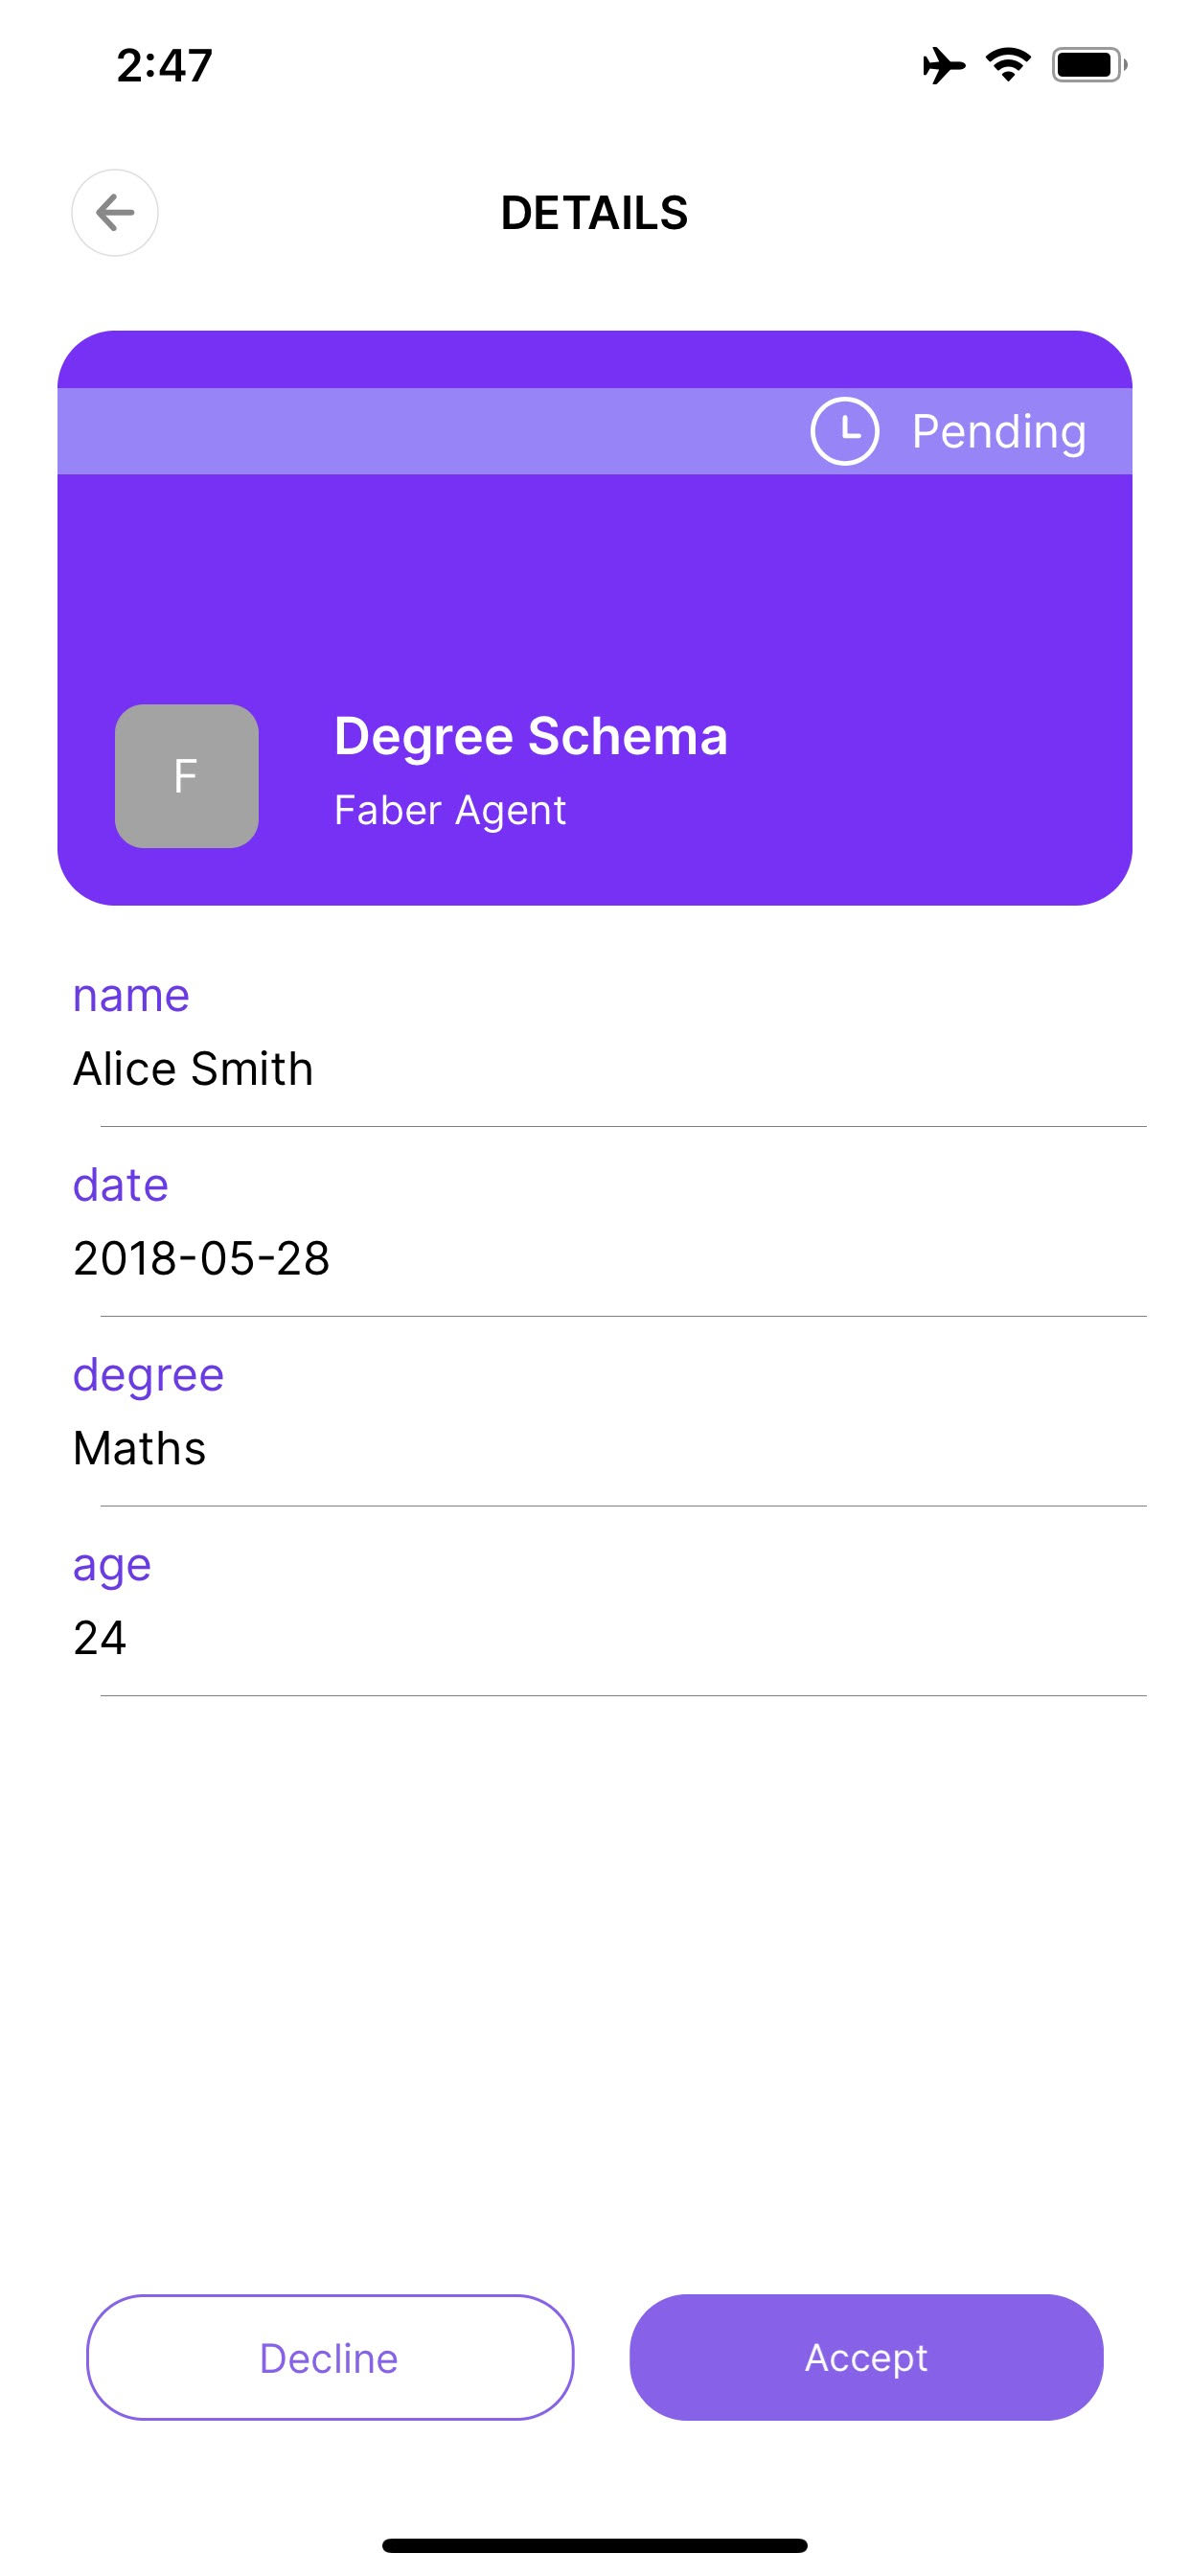 2:47
DETAILS
Pending
F
Degree Schema
Faber Agent
name
Alice Smith
date
2018-05-28
degree
Maths
age
24
Decline
Accept